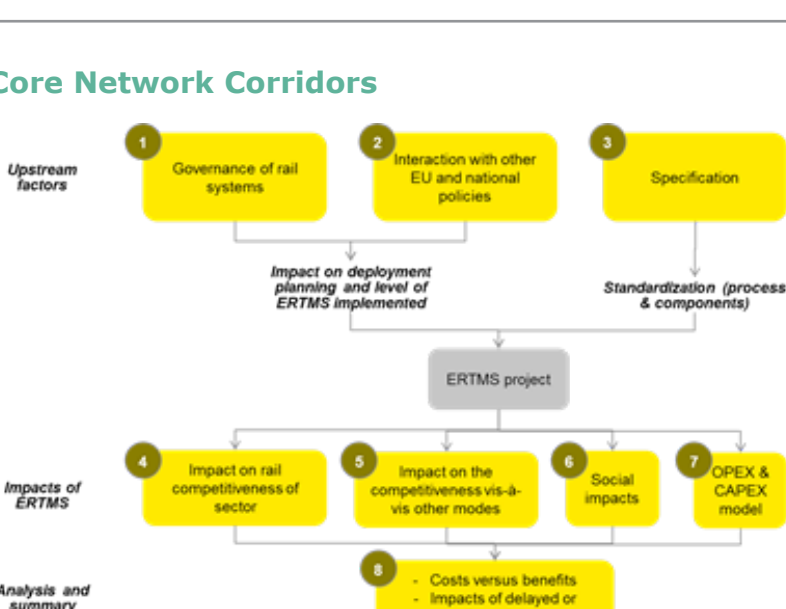 Core Network Corridors
1
2
3
Upstream
factors
Governance of rail
systems
Interaction with other
EU and national
policies
Specification
Impact on deployment
planning and level of
ERTMS implemented
Standardization (process
& components)
ERTMS project
4
5
6
7
Impacts of
ERTMS
Impact on rail
competitiveness of
sector
Impact on the
competitiveness vis-à-
vis other modes
Social
impacts
OPEX &
CAPEX
model
8
Analysis and
summary
- Costs versus benefits
- Impacts of delayed or